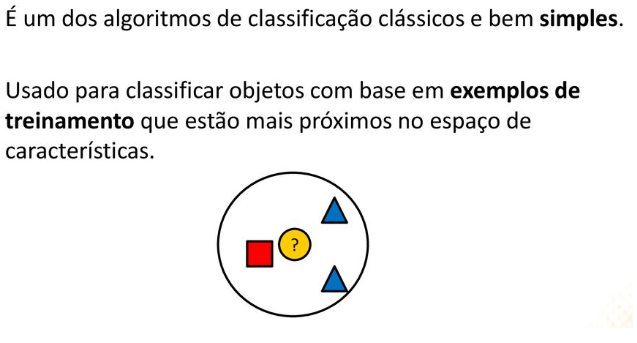 É um dos algoritmos de classificação clássicos e bem simples.
Usado para classificar objetos com base em exemplos de
treinamento que estão mais próximos no espaço de
características.
?